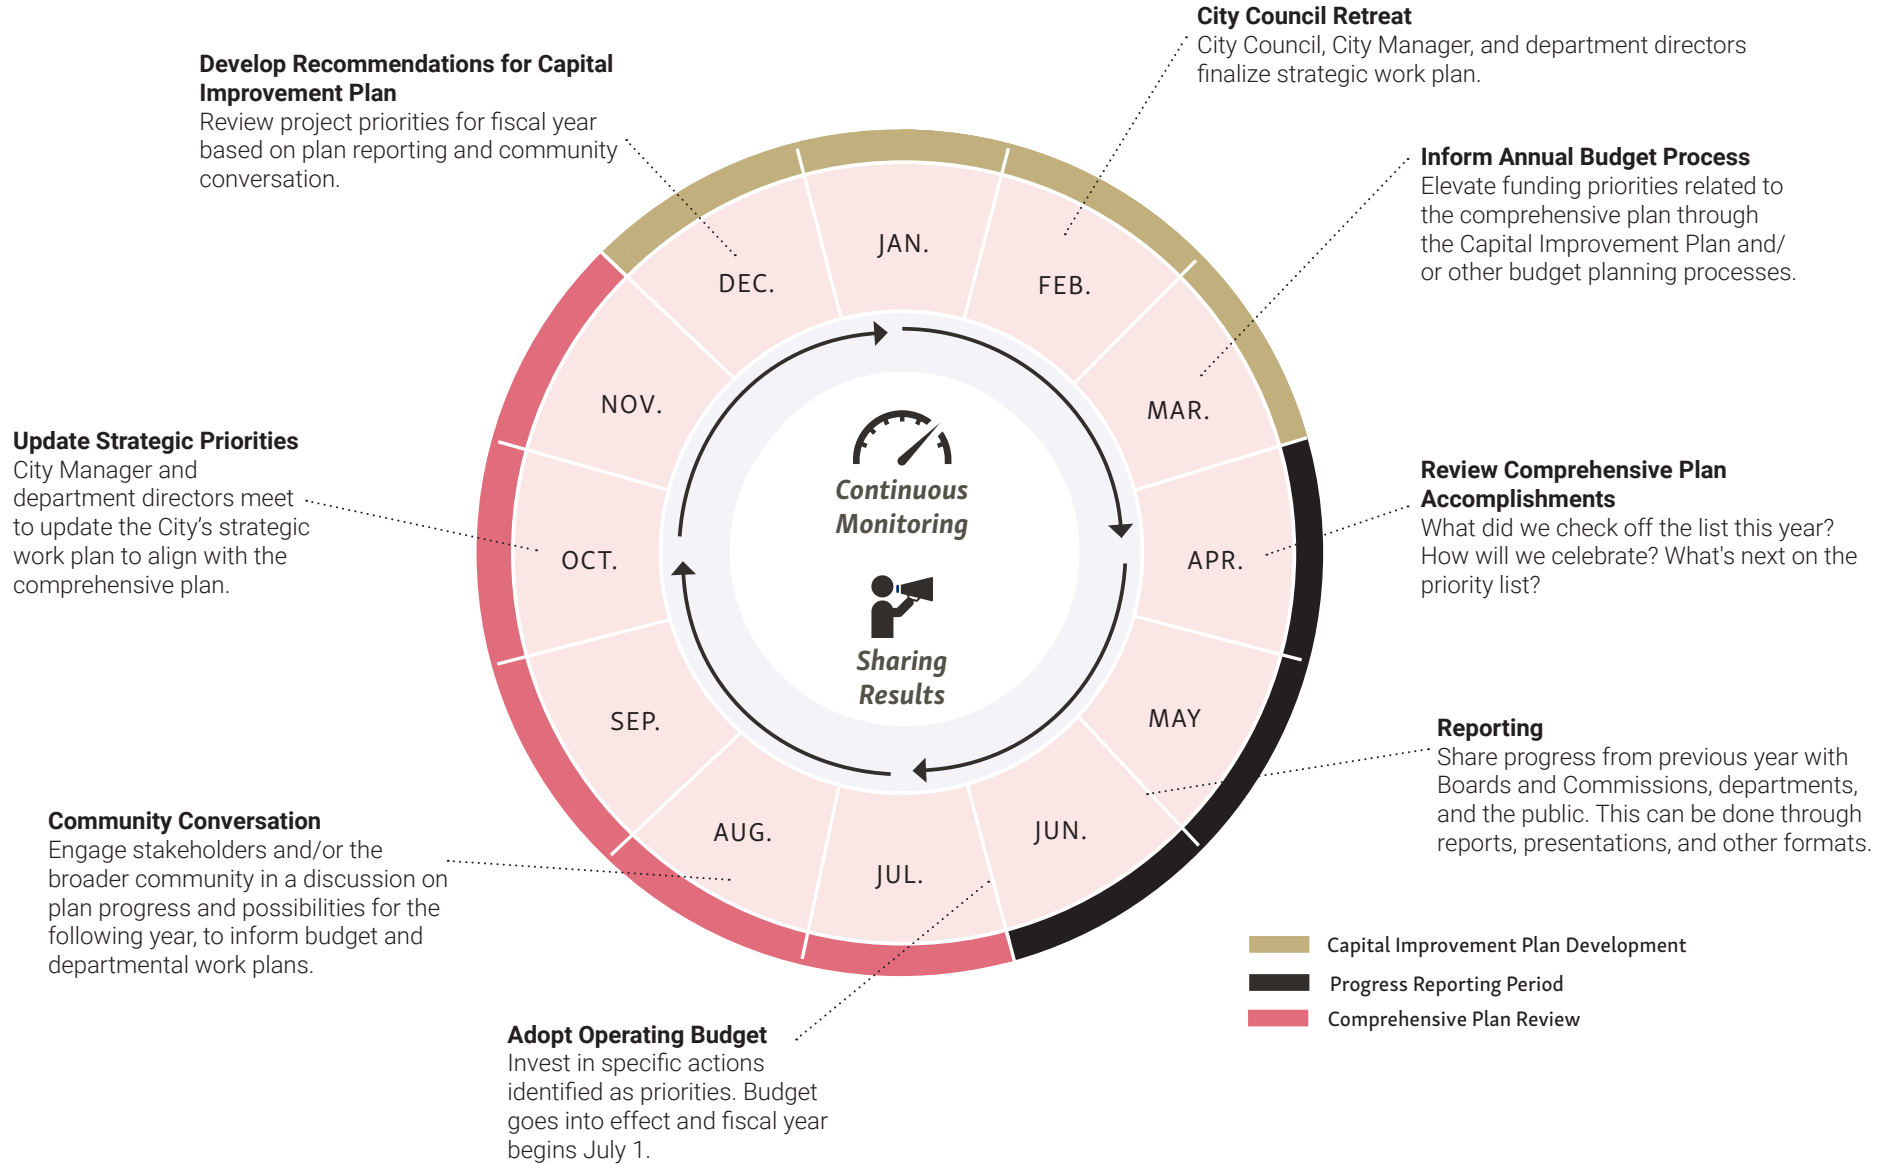 City Council Retreat
City Council, City Manager, and department directors
finalize strategic work plan.
Develop Recommendations for Capital
Improvement Plan
Review project priorities for fiscal year
based on plan reporting and community
conversation.
Inform Annual Budget Process
Elevate funding priorities related to
the comprehensive plan through
the Capital Improvement Plan and/
or other budget planning processes.
JAN.
FEB.
MAR.
APR.
MAY
JUN.
JUL.
AUG.
SEP.
OCT.
NOV.
DEC.
Continuous
Monitoring
Sharing
Results
Update Strategic Priorities
City Manager and
department directors meet
to update the City’s strategic
work plan to align with the
comprehensive plan.
Review Comprehensive Plan
Accomplishments
What did we check off the list this year?
How will we celebrate? What's next on the
priority list?
Reporting
Share progress from previous year with
Boards and Commissions, departments,
and the public. This can be done through
reports, presentations, and other formats.
Community Conversation
Engage stakeholders and/or the
broader community in a discussion on
plan progress and possibilities for the
following year, to inform budget and
departmental work plans.
Adopt Operating Budget
Invest in specific actions
identified as priorities. Budget
goes into effect and fiscal year
begins July 1.
Capital Improvement Plan Development
Progress Reporting Period
Comprehensive Plan Review